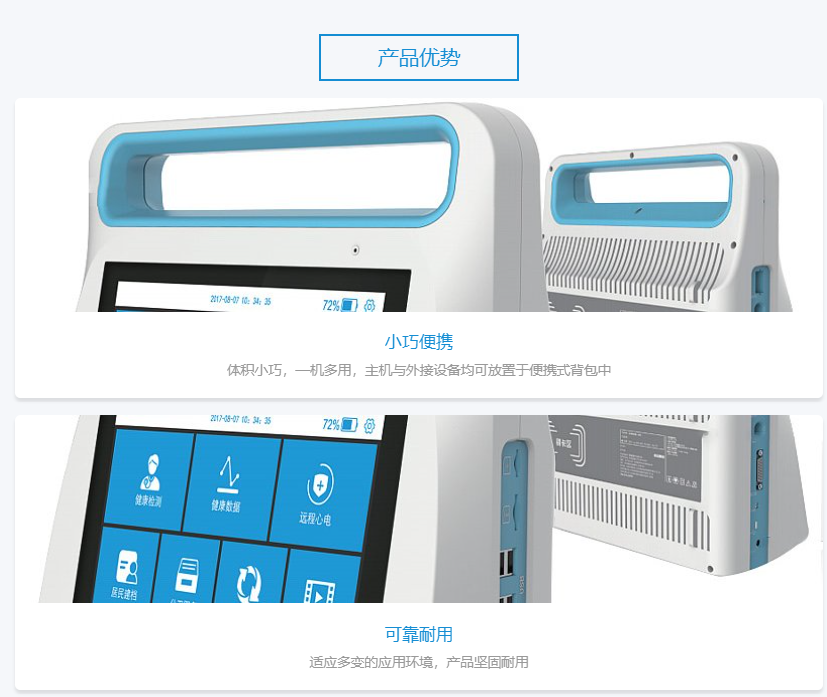 产品优势
2017-08-07 10：34：35
72%
小巧便携
体积小巧，一机多用，主机与外接设备均可放置于便携式背包中
2017-08-07 10：34：35
72%
健康检测
健康数据
远程心电
居民建档
USB
可靠耐用
适应多变的应用环境，产品坚固耐用